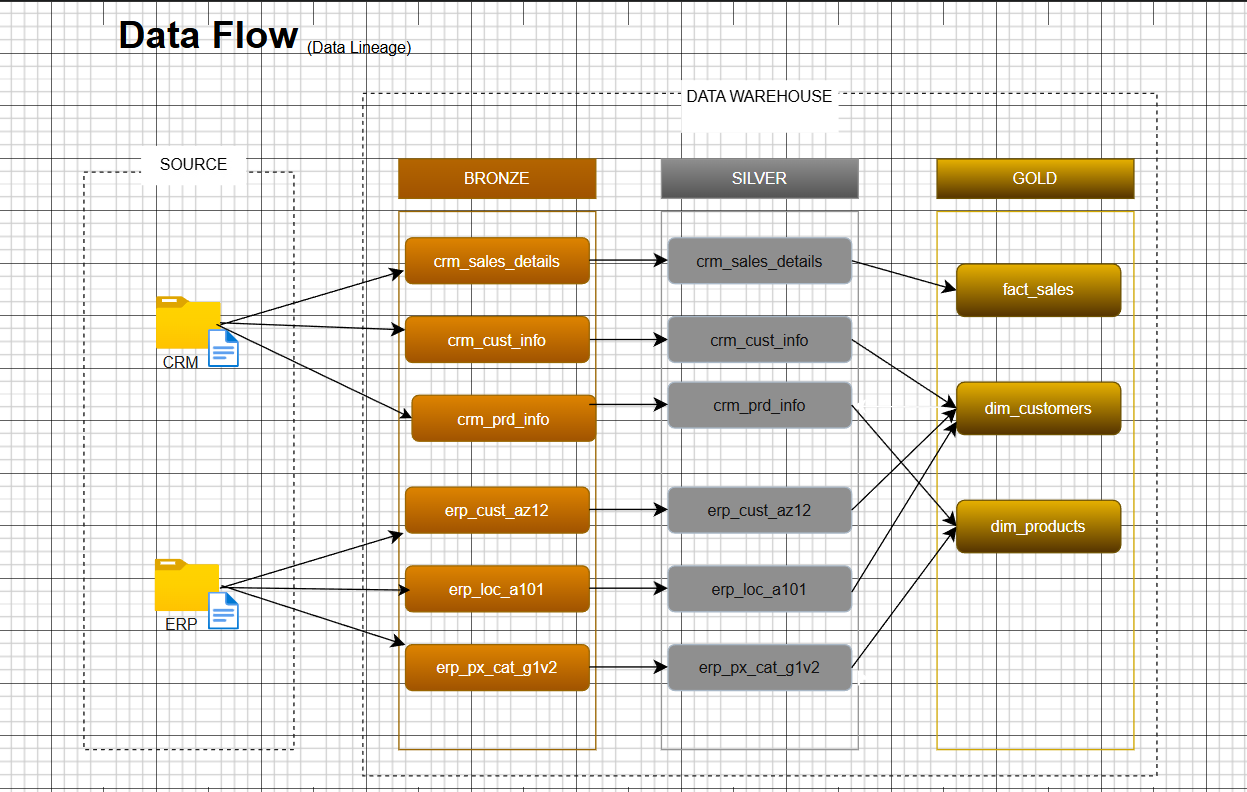 Data Flow (Data Lineage)
DATA WAREHOUSE
SOURCE
BRONZE
SILVER
GOLD
crm_sales_details
crm_sales_details
fact_sales
CRM
crm_cust_info
crm_cust_info
crm_prd_info
crm_prd_info
dim_customers
erp_cust_az12
erp_cust_az12
dim_products
ERP
erp_loc_a101
erp_loc_a101
erp_px_cat_g1v2
erp_px_cat_g1v2